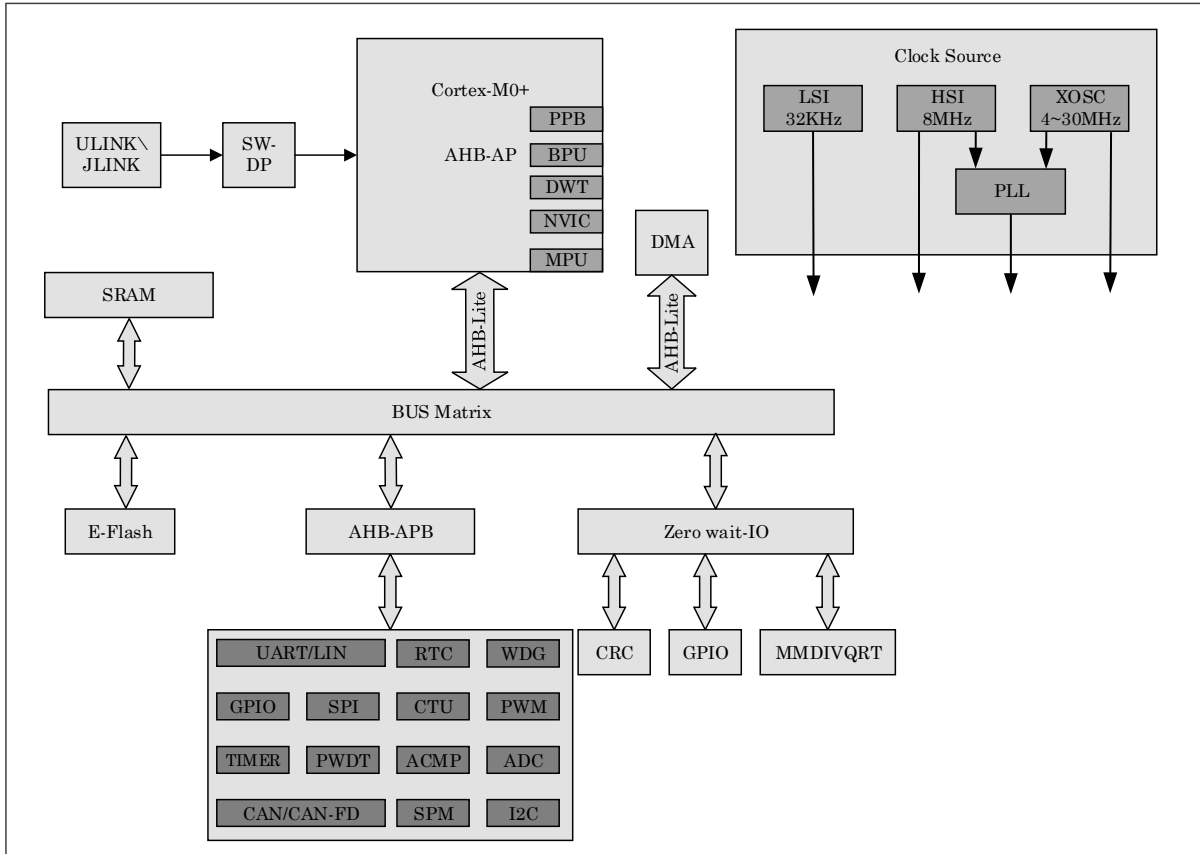 Cortex-M0+
PPB
AHB-AP
BPU
DWT
NVIC
MPU
ULINK\
JLINK
SW-
DP
Clock Source
LSI
32KHz
HSI
8MHz
XOSC
4~30MHz
PLL
DMA
SRAM
AHB-Lite
AHB-Lite
BUS Matrix
E-Flash
AHB-APB
Zero wait-IO
UART/LIN
RTC
WDG
GPIO
SPI
CTU
PWM
TIMER
PWDT
ACMP
ADC
CAN/CAN-FD
SPM
I2C
CRC
GPIO
MMDIVQRT